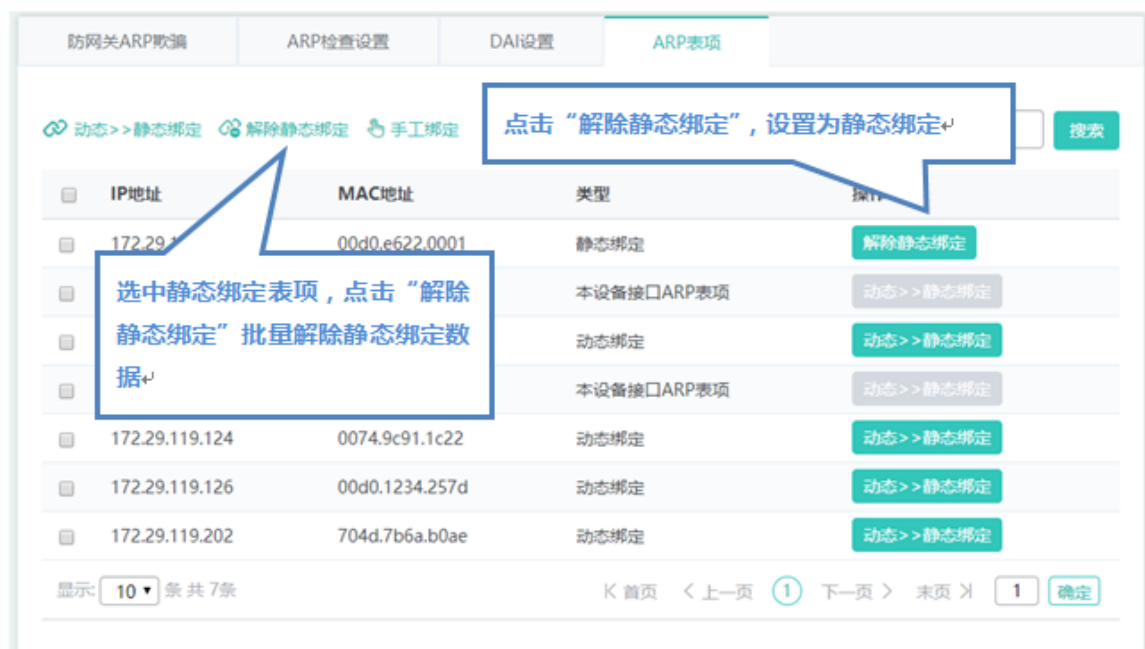 防网关ARP欺骗 ARP检查设置 DAI设置 ARP表项
动态>>静态绑定 解除静态绑定 手工绑定 搜索
点击“解除静态绑定”，设置为静态绑定↵
IP地址 MAC地址 类型
172.29. 00d0.e622.0001 静态绑定 解除静态绑定
选中静态绑定表项，点击“解除
静态绑定”批量解除静态绑定数
据↵
本设备接口ARP表项 动态>>静态绑定
动态绑定 动态>>静态绑定
本设备接口ARP表项 动态>>静态绑定
172.29.119.124 0074.9c91.1c22 动态绑定 动态>>静态绑定
172.29.119.126 00d0.1234.257d 动态绑定 动态>>静态绑定
172.29.119.202 704d.7b6a.b0ae 动态绑定 动态>>静态绑定
显示: 10 条 共 7条 首页 上一页 1 下一页 末页 1 确定